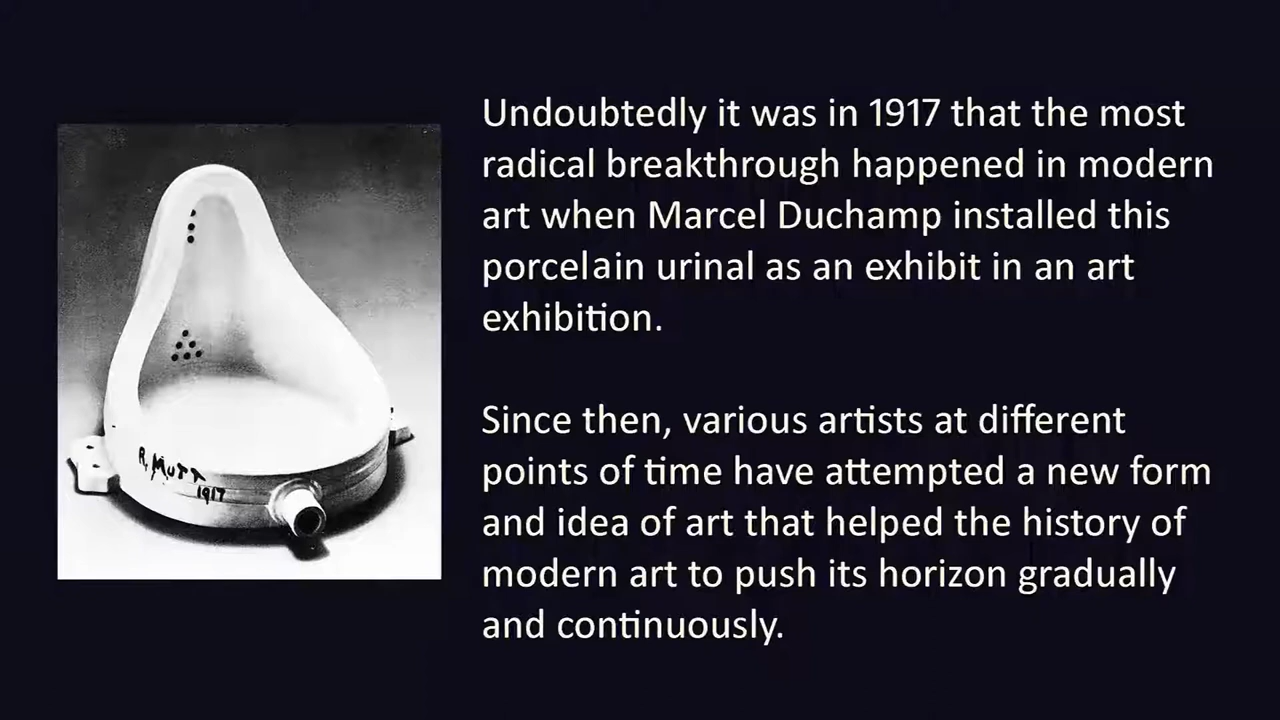 R. MUTT
1917
Undoubtedly it was in 1917 that the most
radical breakthrough happened in modern
art when Marcel Duchamp installed this
porcelain urinal as an exhibit in an art
exhibition.
Since then, various artists at different
points of time have attempted a new form
and idea of art that helped the history of
modern art to push its horizon gradually
and continuously.